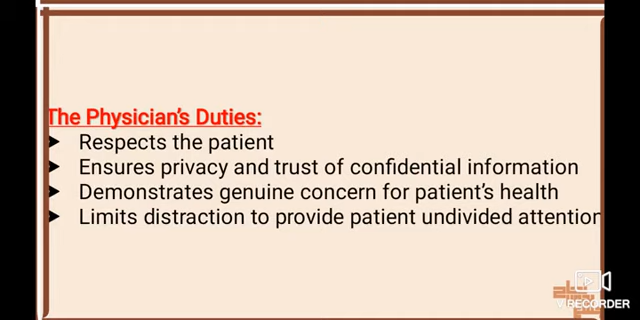 The Physician's Duties:
Respects the patient
Ensures privacy and trust of confidential information
Demonstrates genuine concern for patient's health
Limits distraction to provide patient undivided attention
VIRECORDER